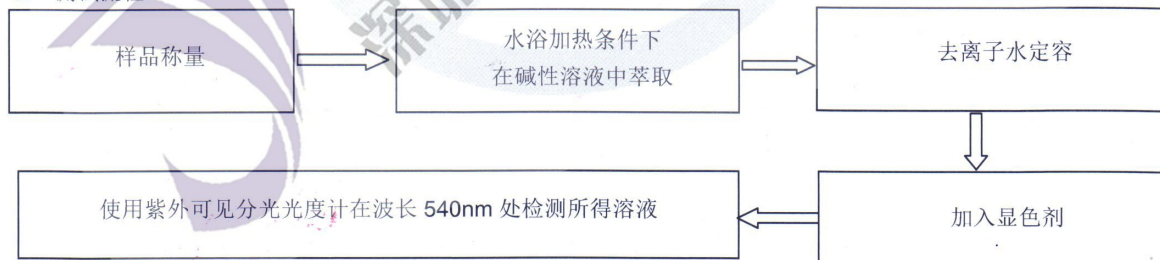 样品称量
水浴加热条件下
在碱性溶液中萃取
去离子水定容
加入显色剂
使用紫外可见分光光度计在波长 540nm 处检测所得溶液